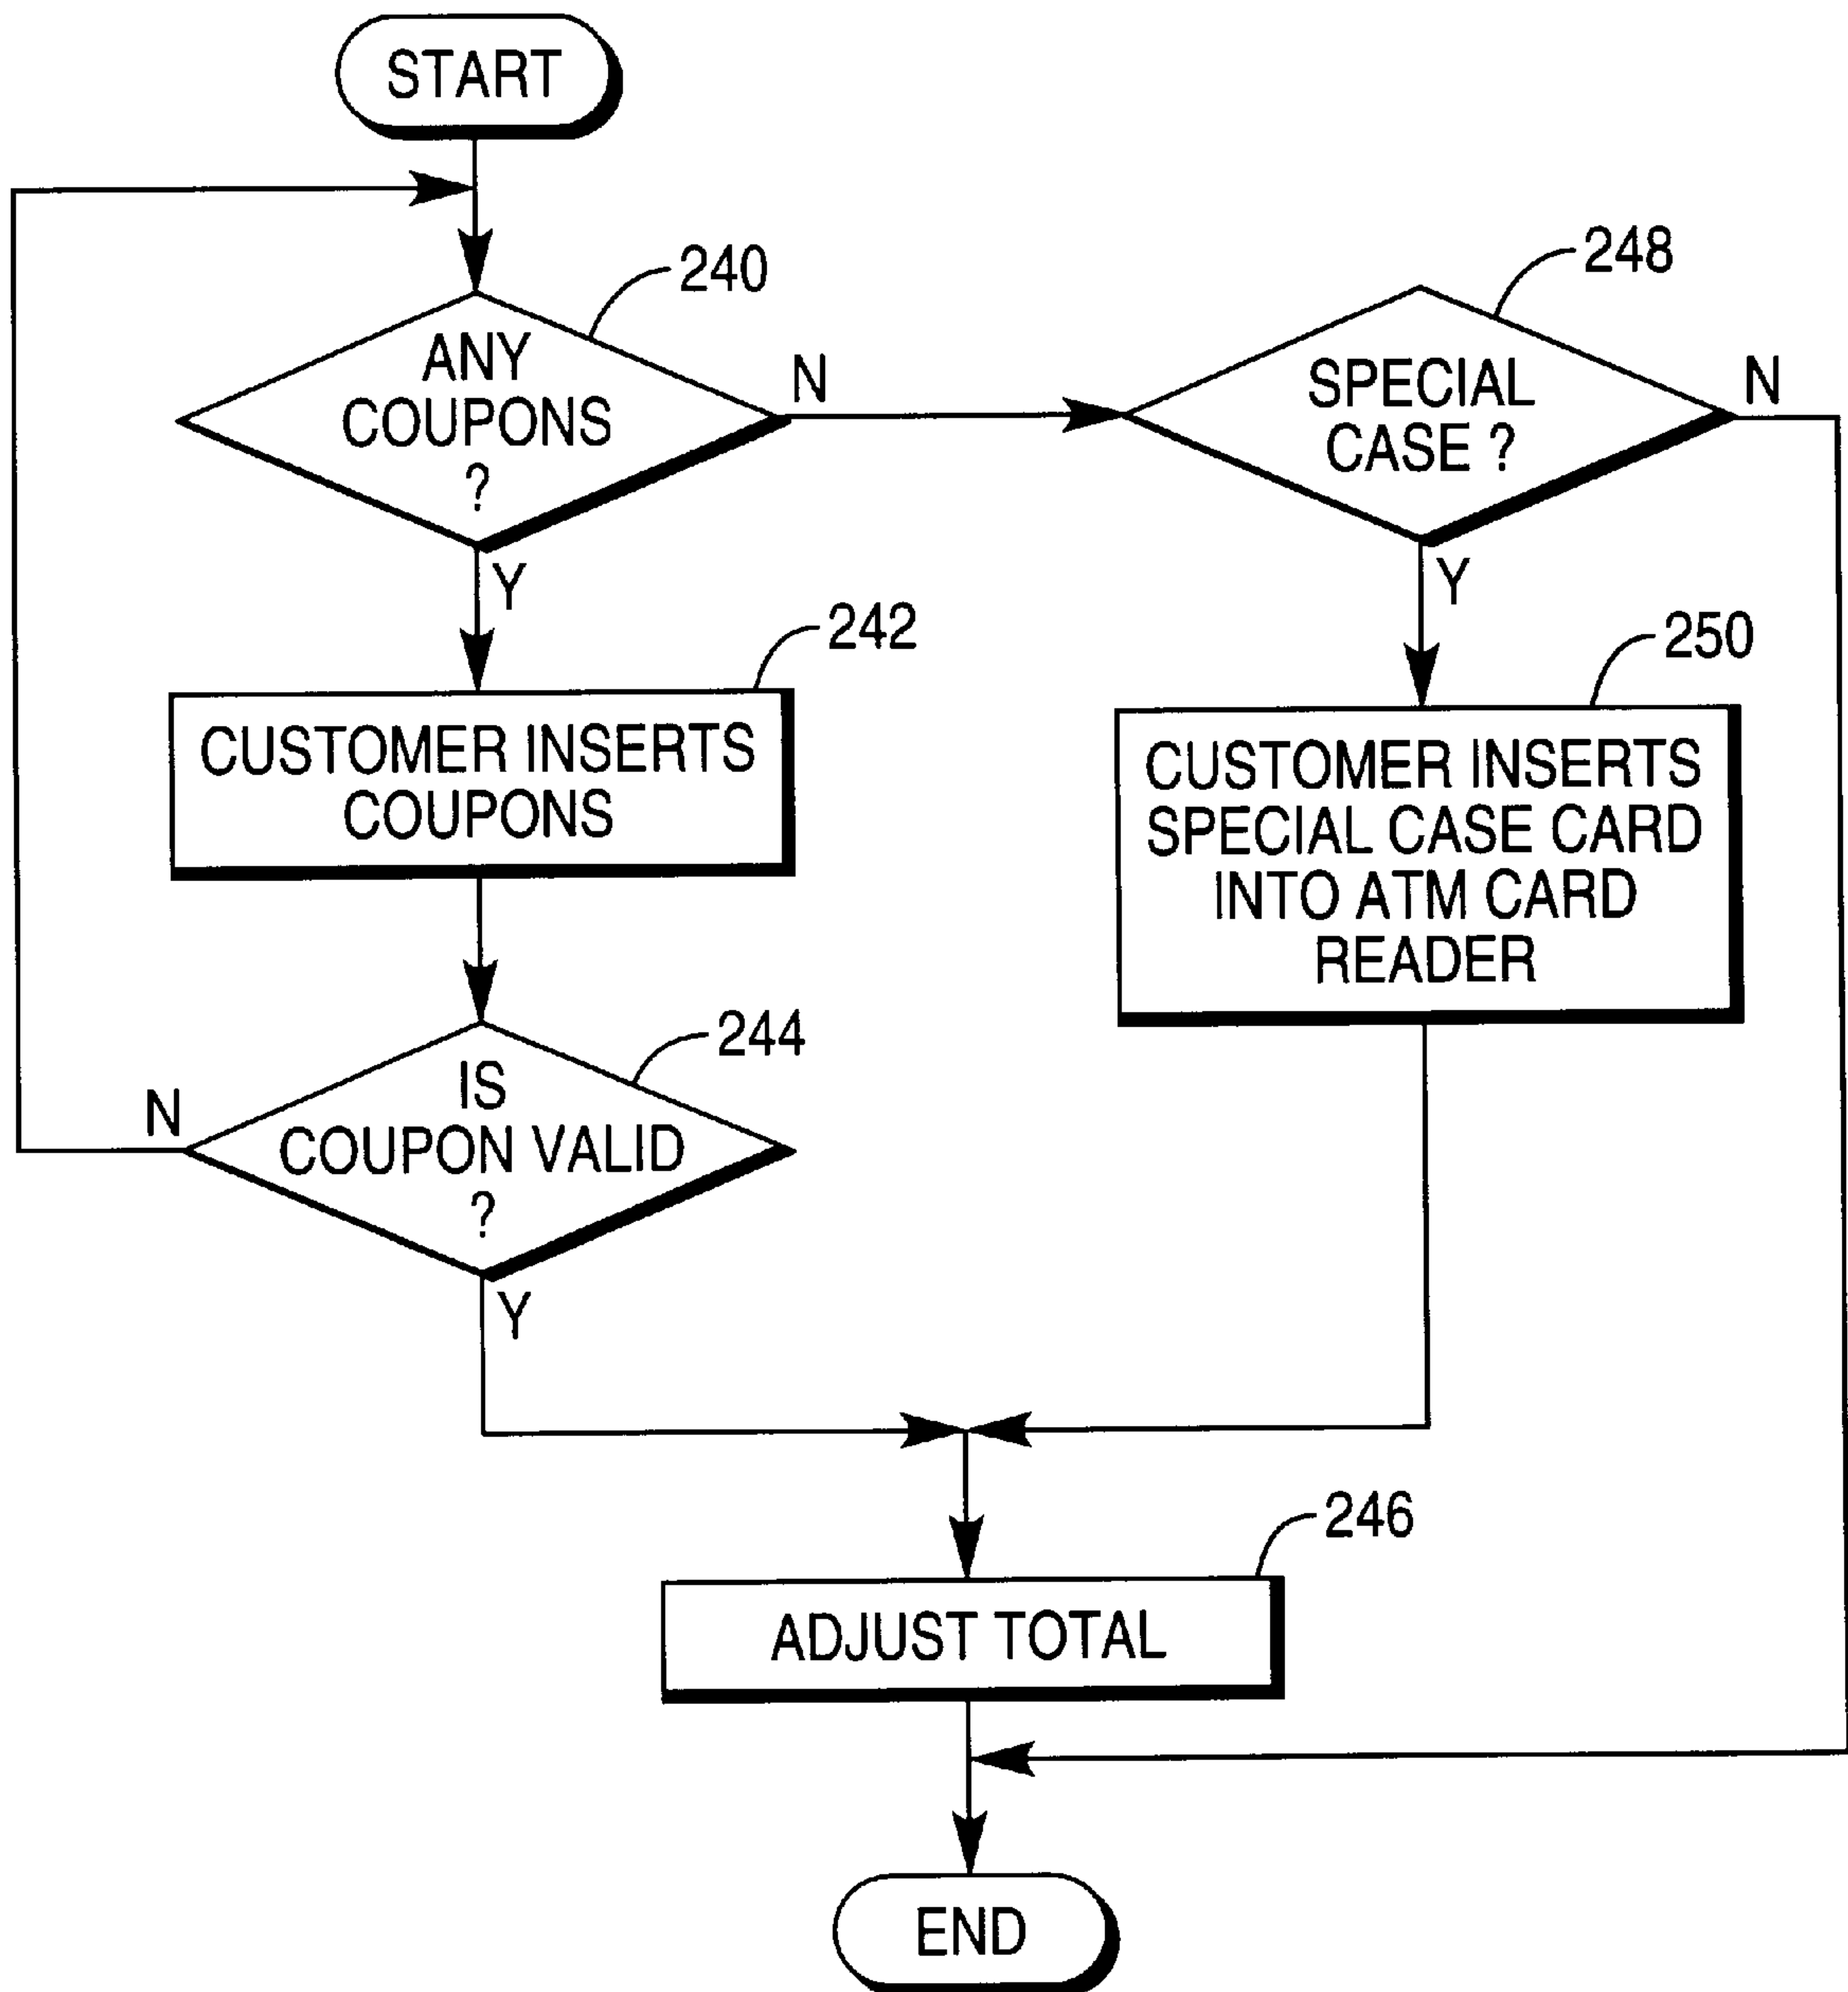 START
240
ANY
COUPONS
?
N
Y
248
SPECIAL
CASE ?
N
Y
242
CUSTOMER INSERTS
COUPONS
250
CUSTOMER INSERTS
SPECIAL CASE CARD
INTO ATM CARD
READER
244
IS
COUPON VALID
?
N
Y
246
ADJUST TOTAL
END